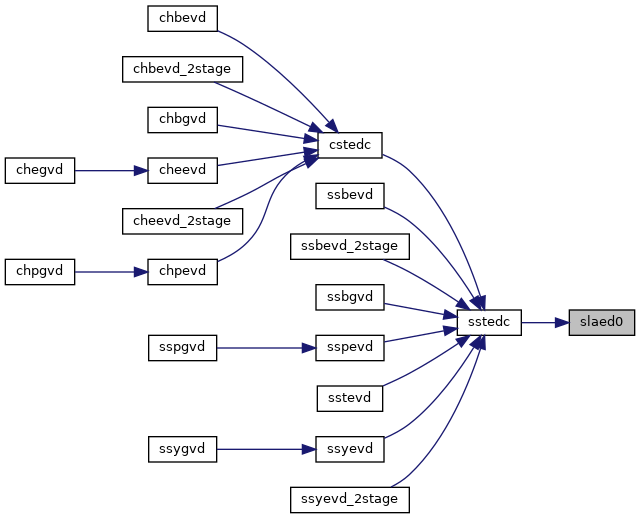 chbevd
chbevd_2stage
chbgvd
cstedc
chegvd
cheevd
ssbevd
cheevd_2stage
ssbevd_2stage
chpgvd
chpevd
ssbgvd
sstedc
slaed0
sspgvd
sspevd
sstevd
ssygvd
ssyevd
ssyevd_2stage